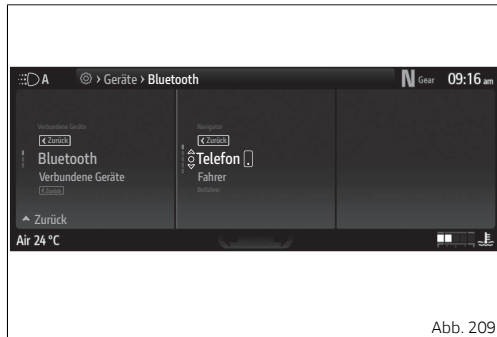 A Geräte › Bluetooth N Gear 09:16 am
Verbundene Geräte
Zurück
Bluetooth
Verbundene Geräte
Zurück
Zurück
Navigator
Zurück
Telefon
Fahrer
Beifahrer
Air 24 °C
Abb. 209